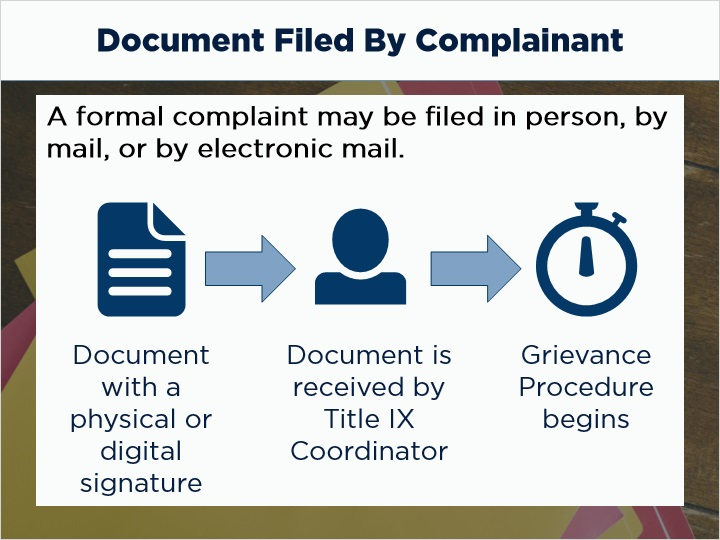 Document Filed By Complainant
A formal complaint may be filed in person, by
mail, or by electronic mail.
Document
with a
physical or
digital
signature
Document is
received by
Title IX
Coordinator
Grievance
Procedure
begins